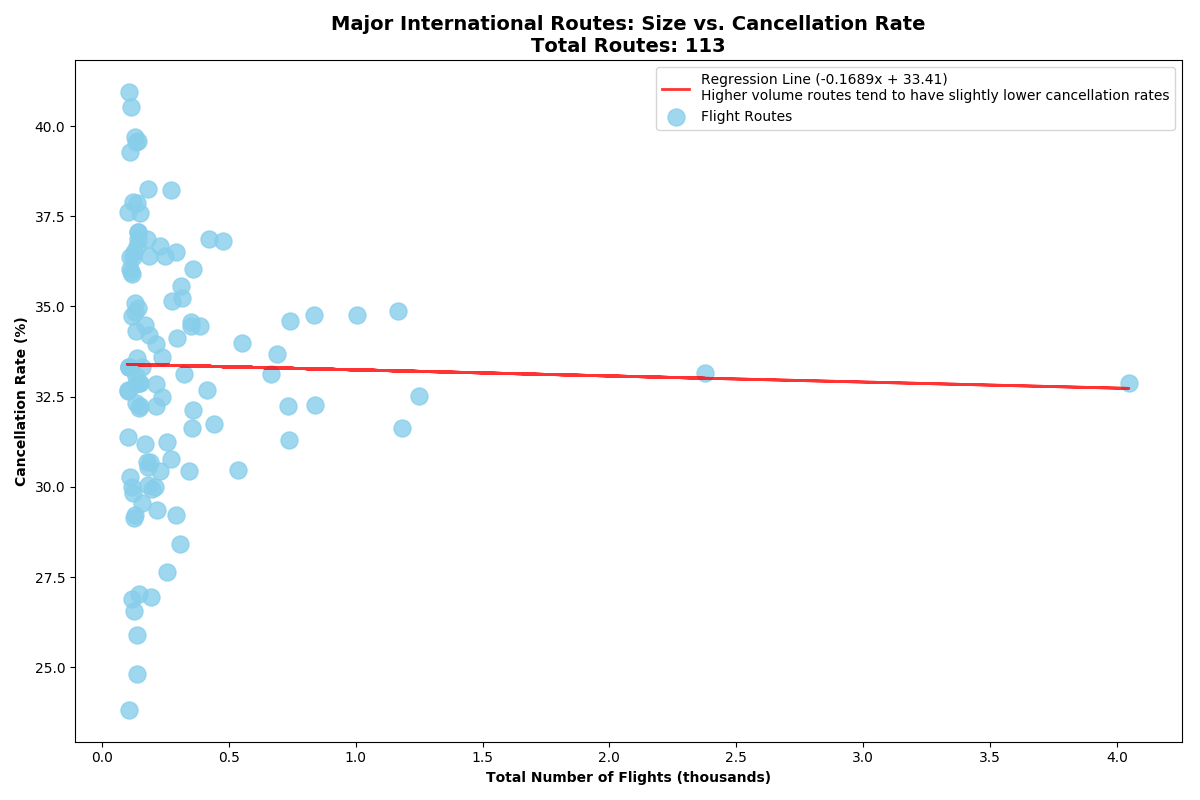 Major International Routes: Size vs. Cancellation Rate
Total Routes: 113
Regression Line (-0.1689x + 33.41)
Higher volume routes tend to have slightly lower cancellation rates
Flight Routes
Cancellation Rate (%)
40.0
37.5
35.0
32.5
30.0
27.5
25.0
0.0 0.5 1.0 1.5 2.0 2.5 3.0 3.5 4.0
Total Number of Flights (thousands)